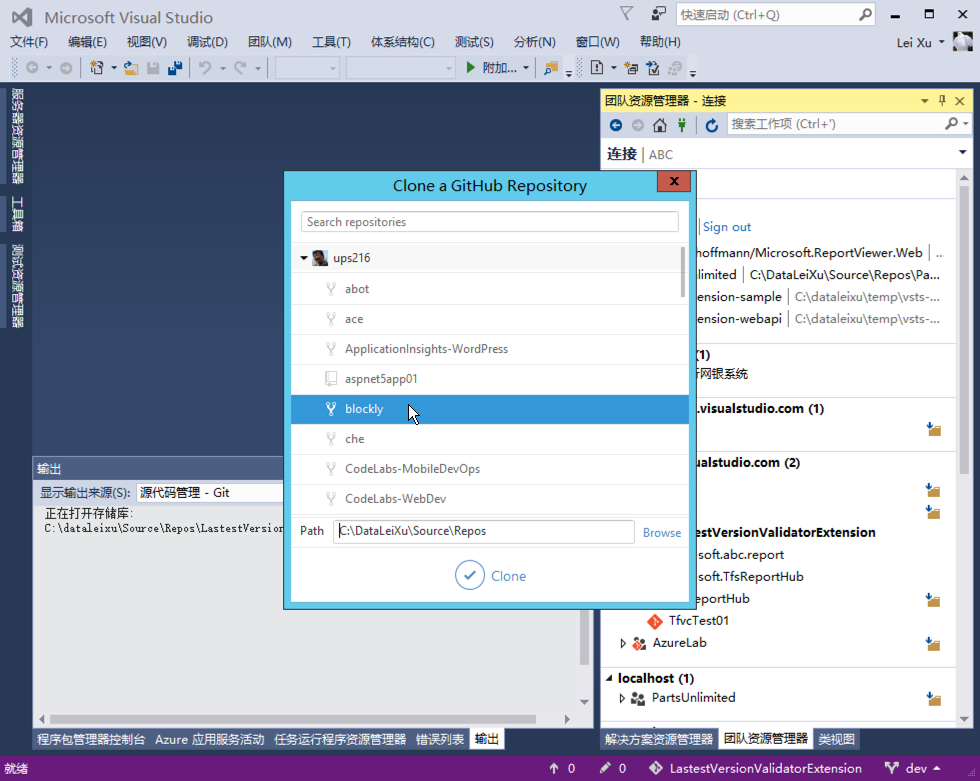 Microsoft Visual Studio
快速启动 (Ctrl+Q)
文件(F) 编辑(E) 视图(V) 调试(D) 团队(M) 工具(T) 体系结构(C) 测试(S) 分析(N) 窗口(W) 帮助(H)
Lei Xu
附加...
服务器资源管理器
工具箱
测试资源管理器
团队资源管理器 - 连接
搜索工作项 (Ctrl+')
连接 | ABC
Sign out
hoffmann/Microsoft.ReportViewer.Web | ...
limited | C:\DataLeiXu\Source\Repos\Pa...
ension-sample | C:\dataleixu\temp\vsts-...
ension-webapi | C:\dataleixu\temp\vsts-...
(1)
网银系统
.visualstudio.com (1)
ualstudio.com (2)
estVersionValidatorExtension
soft.abc.report
soft.TfsReportHub
eportHub
TfvcTest01
AzureLab
localhost (1)
PartsUnlimited
Clone a GitHub Repository
x
Search repositories
ups216
abot
ace
ApplicationInsights-WordPress
aspnet5app01
blockly
che
CodeLabs-MobileDevOps
CodeLabs-WebDev
Path C:\DataLeiXu\Source\Repos Browse
Clone
输出
显示输出来源(S): 源代码管理 - Git
正在打开存储库:
C:\dataleixu\Source\Repos\LastestVersion
程序包管理器控制台 Azure 应用服务活动 任务运行程序资源管理器 错误列表 输出
解决方案资源管理器 团队资源管理器 类视图
就绪
0 0 LastestVersionValidatorExtension dev